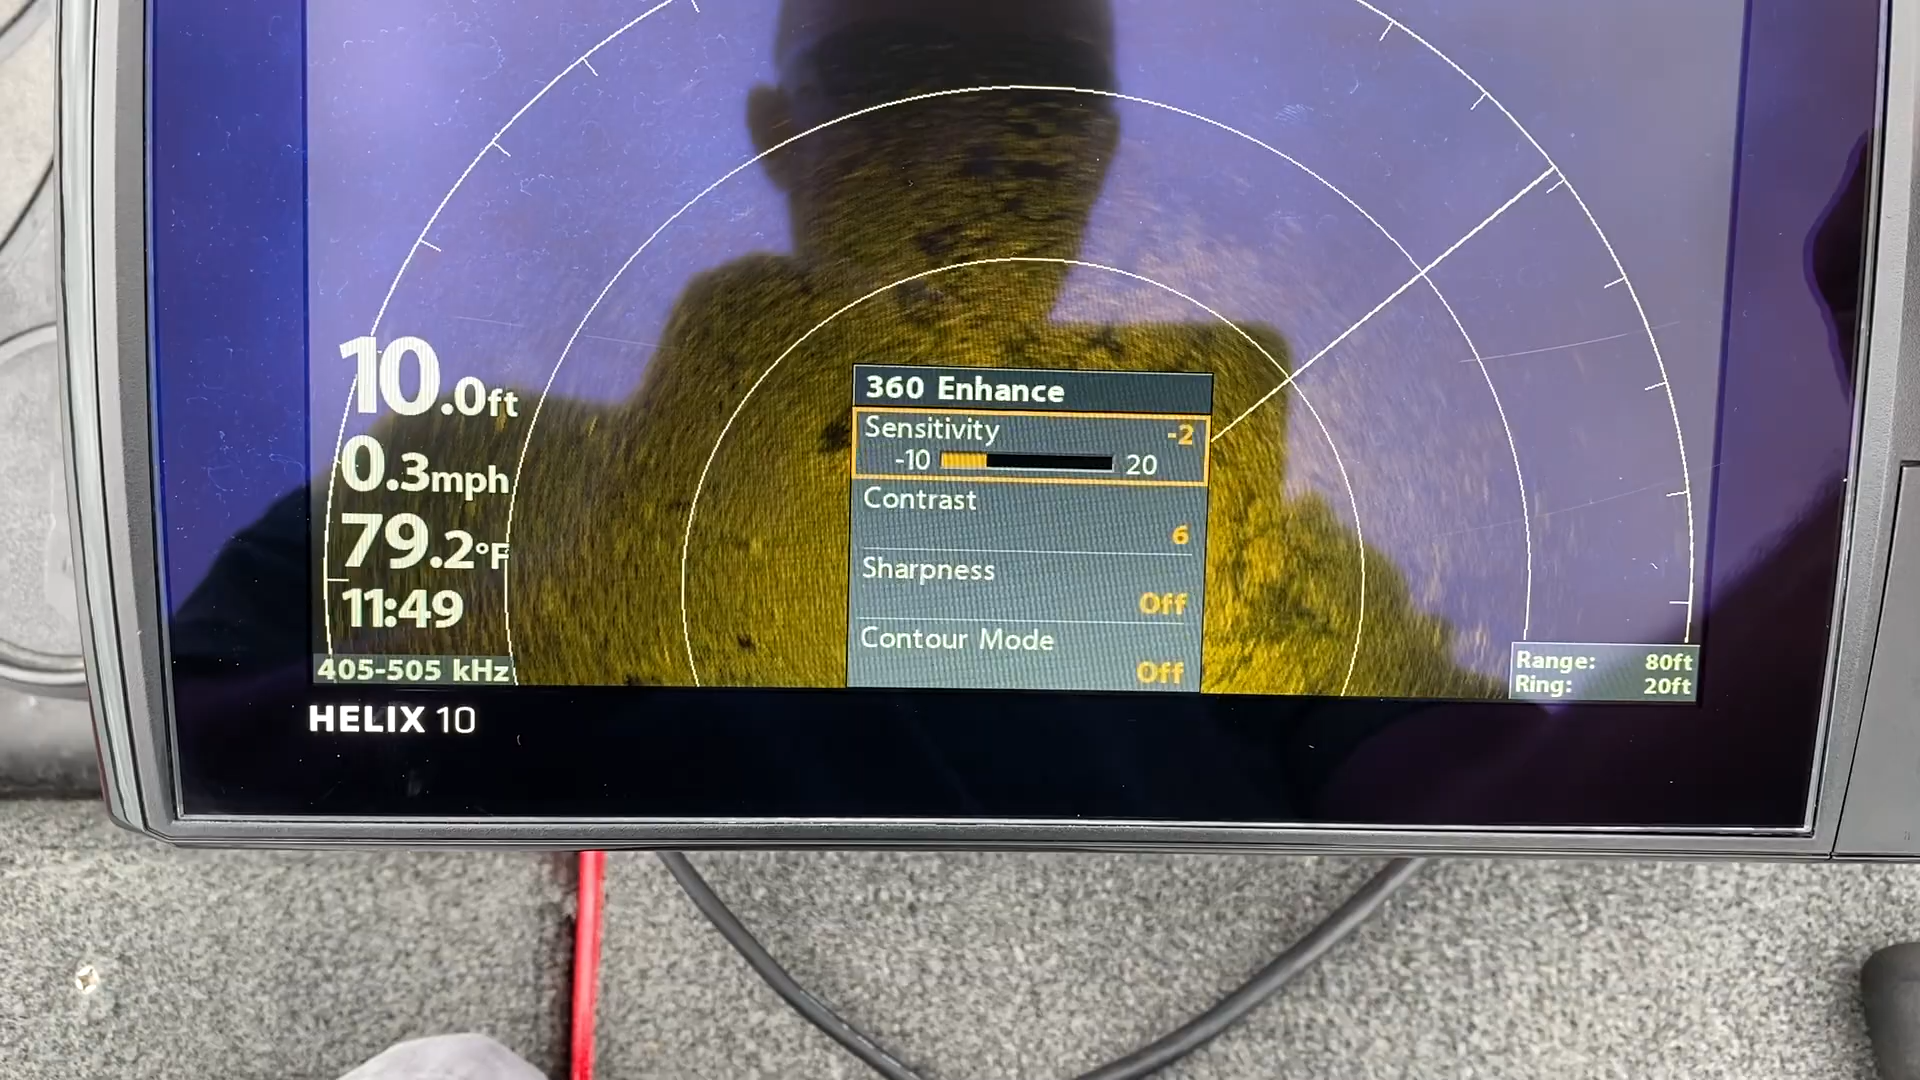 10.0ft
0.3mph
79.2°F
11:49
405-505 kHz
360 Enhance
Sensitivity -2
-10 20
Contrast
6
Sharpness
Off
Contour Mode
Off
Range: 80ft
Ring: 20ft
HELIX 10